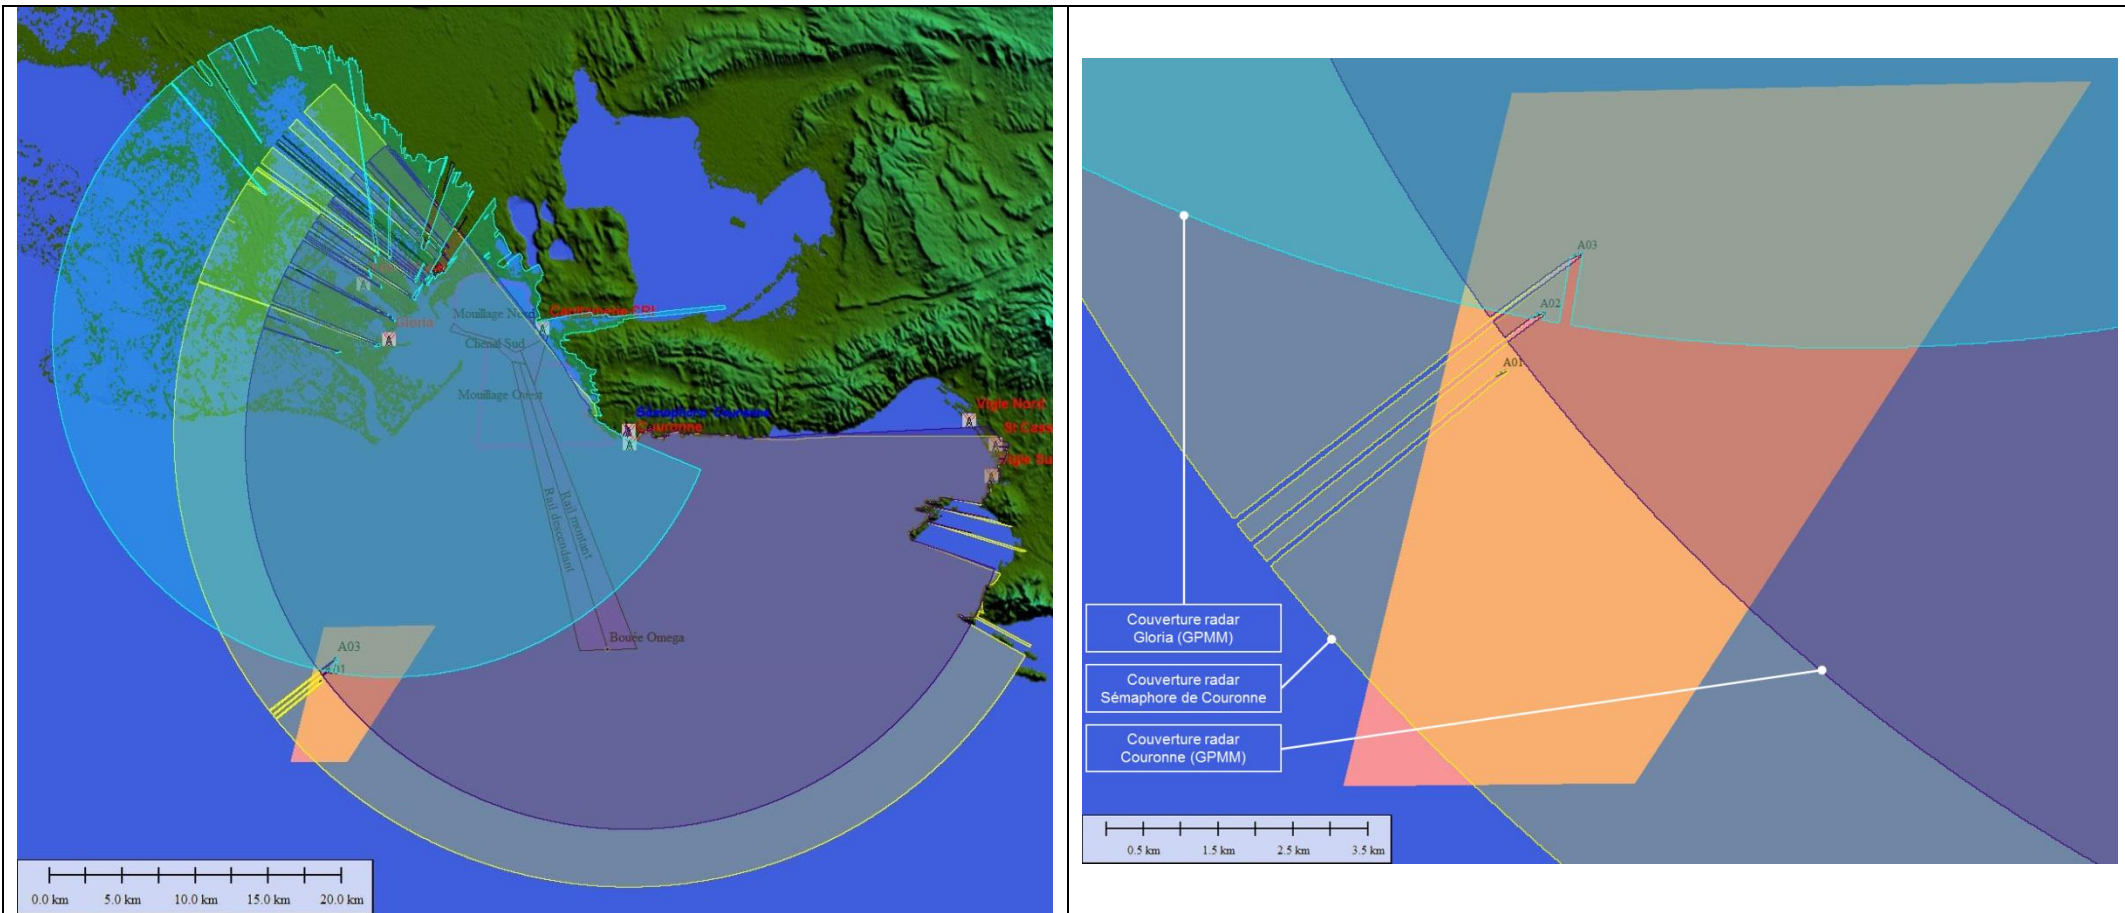 Mouillage Nord
Gloria
Chenal Sud
Mouillage Ouest
Sémaphore Couronne
Couronne
Vigie Nord
Rail montant
Rail descendant
Bouée Omega
A03
A01
0.0 km 5.0 km 10.0 km 15.0 km 20.0 km
A03
A02
A01
Couverture radar
Gloria (GPMM)
Couverture radar
Sémaphore de Couronne
Couverture radar
Couronne (GPMM)
0.5 km 1.5 km 2.5 km 3.5 km